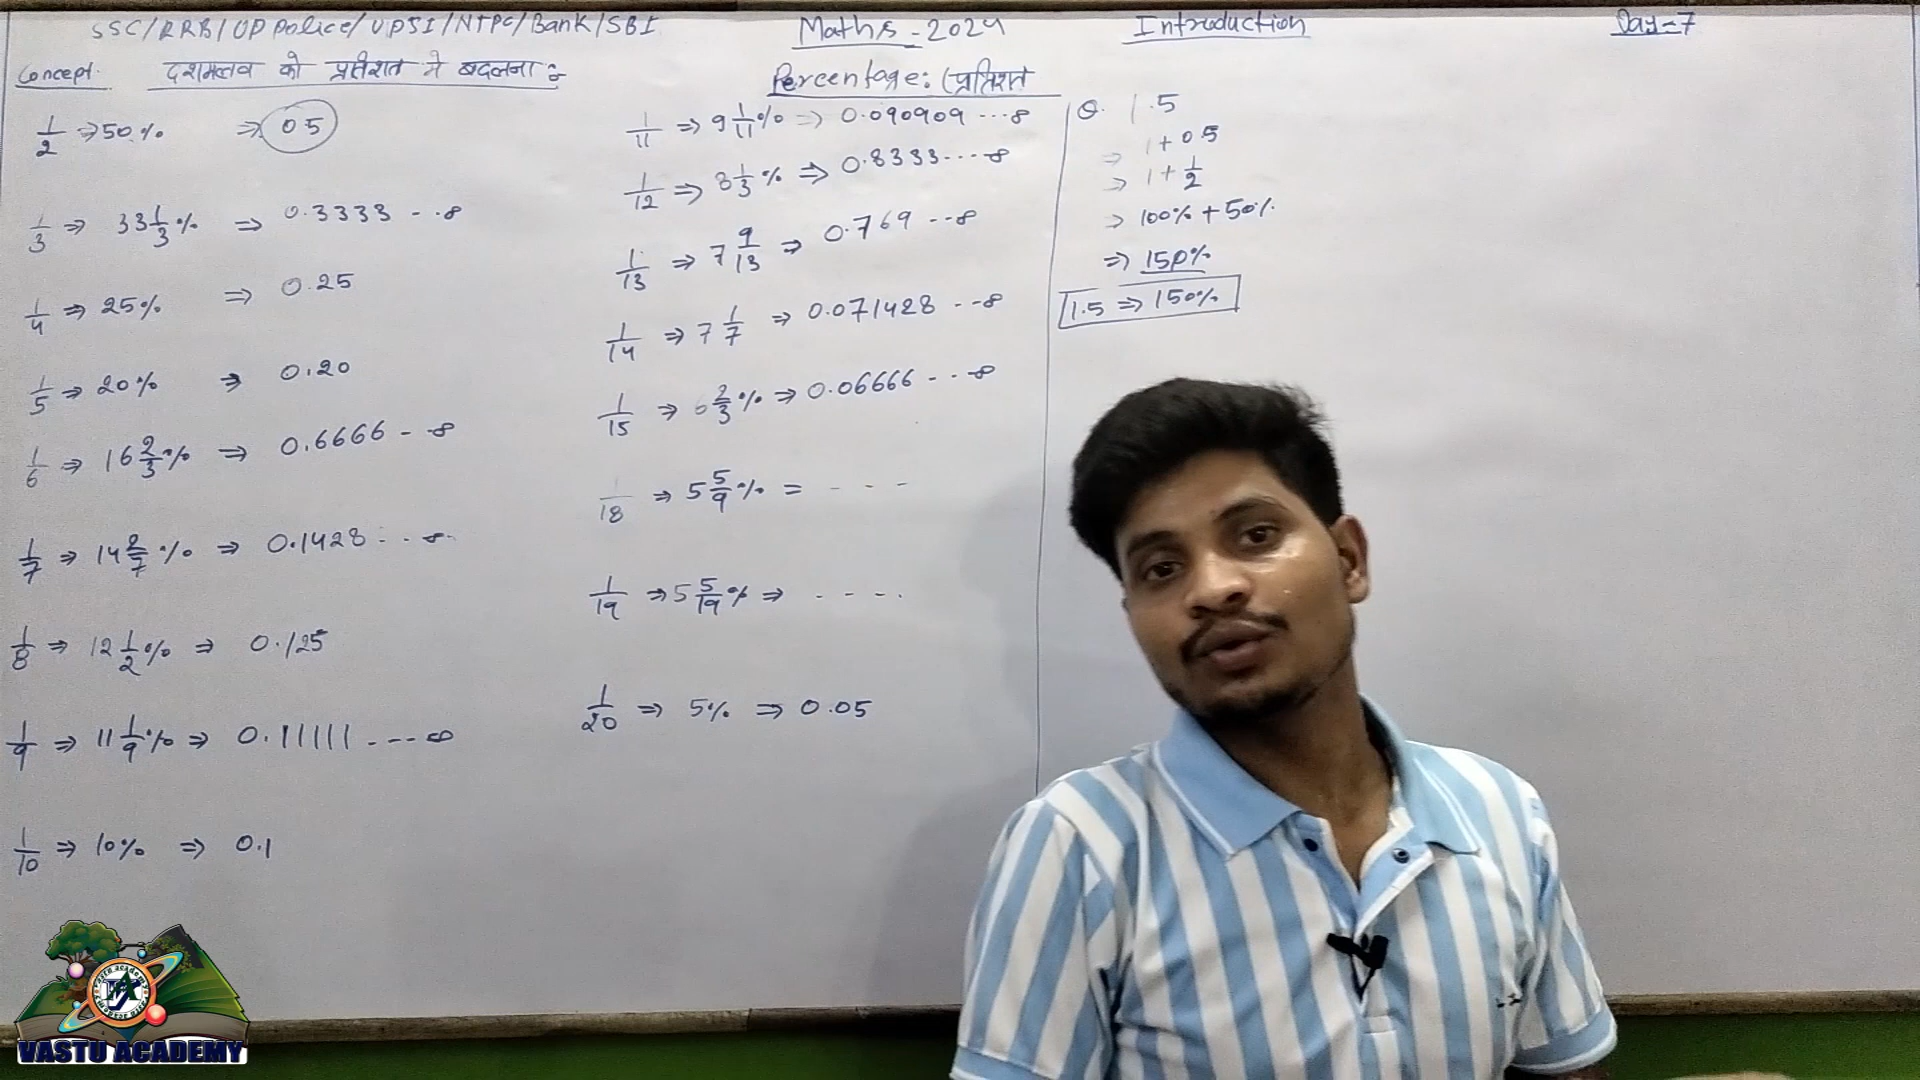 SSC/RRB/UP Police/UPSI/NTPC/Bank/SBI
Maths - 2024
Introduction
Day-7
Concept:
दशमलव को प्रतिशत मे बदलना :-
Percentage: (प्रतिशत
1/2 ⇒ 50% ⇒ 0.5
1/3 ⇒ 33 1/3% ⇒ 0.3333 - - ∞
1/4 ⇒ 25% ⇒ 0.25
1/5 ⇒ 20% ⇒ 0.20
1/6 ⇒ 16 2/3% ⇒ 0.6666 - - ∞
1/7 ⇒ 14 2/7% ⇒ 0.1428 - - ∞
1/8 ⇒ 12 1/2% ⇒ 0.125
1/9 ⇒ 11 1/9% ⇒ 0.11111 - - - ∞
1/10 ⇒ 10% ⇒ 0.1
1/11 ⇒ 9 1/11% ⇒ 0.090909 --- ∞
1/12 ⇒ 8 1/3% ⇒ 0.8333 --- ∞
1/13 ⇒ 7 9/13 ⇒ 0.769 -- ∞
1/14 ⇒ 7 1/7 ⇒ 0.071428 -- ∞
1/15 ⇒ 6 2/3% ⇒ 0.06666 --- ∞
1/18 ⇒ 5 5/9% = - - -
1/19 ⇒ 5 5/19% ⇒ - - - -
1/20 ⇒ 5% ⇒ 0.05
Q. 1.5
⇒ 1 + 0.5
⇒ 1 + 1/2
⇒ 100% + 50%
⇒ 150%
1.5 ⇒ 150%
VASTU ACADEMY